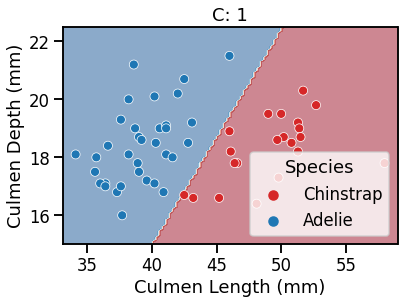 C: 1
Culmen Depth (mm)
22
20
18
16
Species
Chinstrap
Adelie
35
40
45
50
55
Culmen Length (mm)